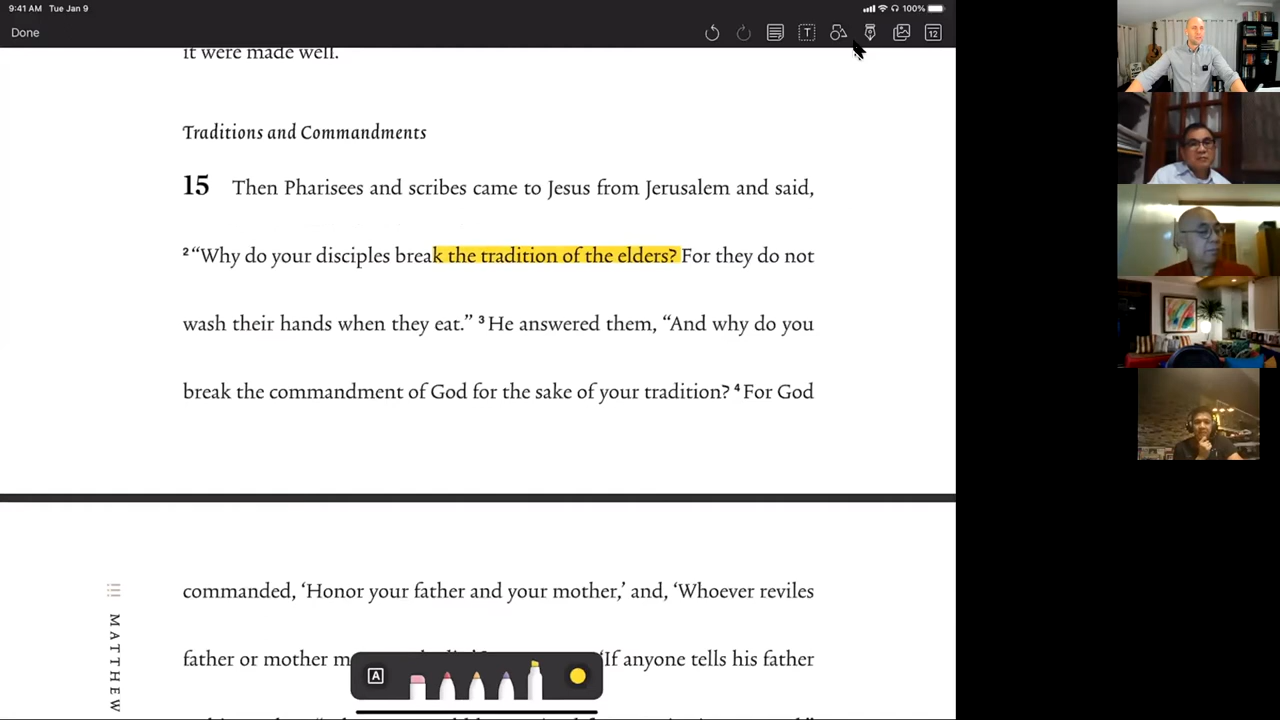 9:41 AM Tue Jan 9
100%
Done
T
12
it were made well.
Traditions and Commandments
15 Then Pharisees and scribes came to Jesus from Jerusalem and said,
2 “Why do your disciples break the tradition of the elders? For they do not
wash their hands when they eat.” 3 He answered them, “And why do you
break the commandment of God for the sake of your tradition? 4 For God
commanded, ‘Honor your father and your mother,’ and, ‘Whoever reviles
father or mother ‘If anyone tells his father
MATTHEW
A